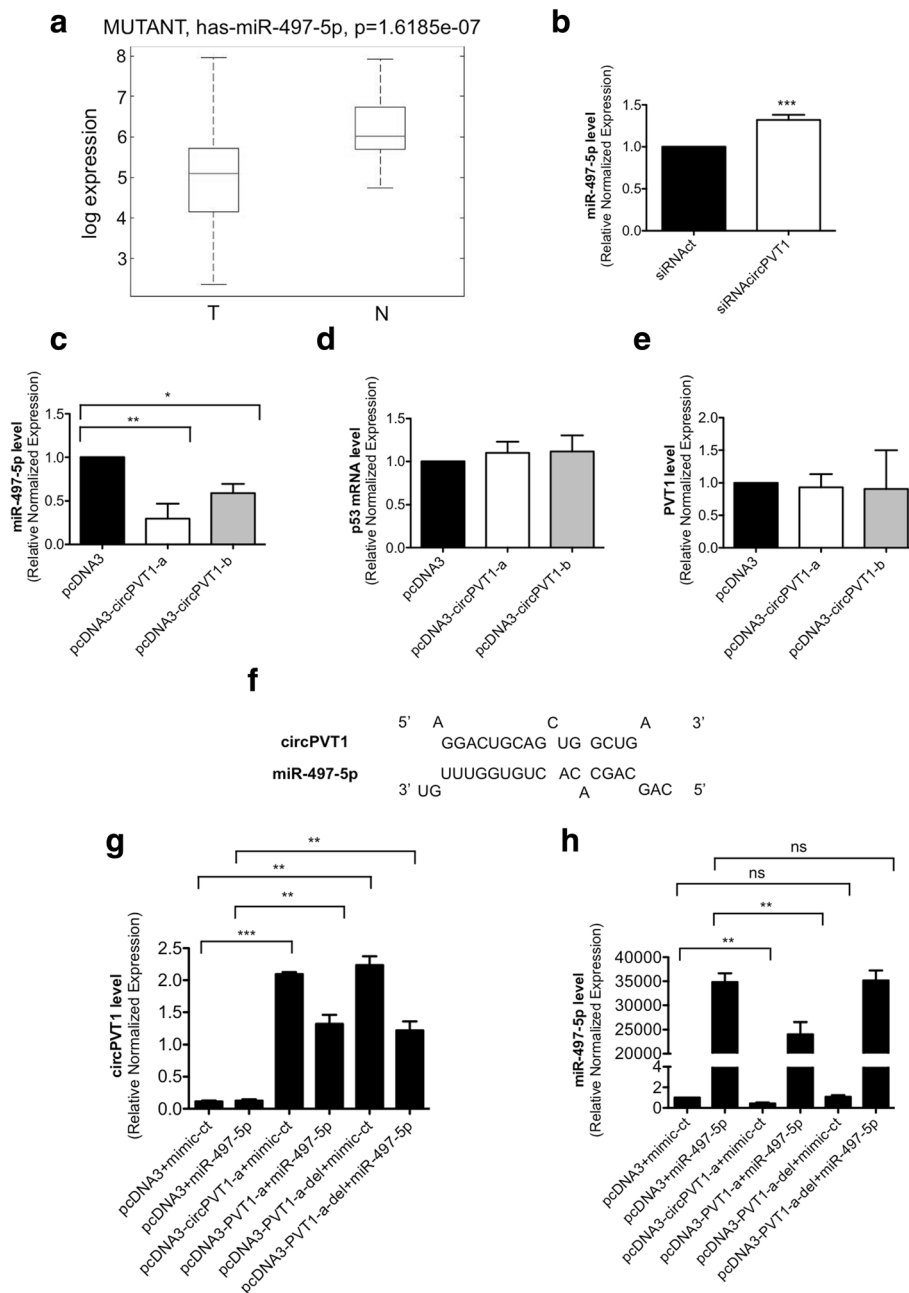 a
MUTANT, has-miR-497-5p, p=1.6185e-07
log expression
8
7
6
5
4
3
T
N
b
miR-497-5p level
(Relative Normalized Expression)
1.5
1.0
0.5
0.0
***
siRNAct
siRNAcircPVT1
c
miR-497-5p level
(Relative Normalized Expression)
1.5
1.0
0.5
0.0
*
**
pcDNA3
pcDNA3-circPVT1-a
pcDNA3-circPVT1-b
d
p53 mRNA level
(Relative Normalized Expression)
1.5
1.0
0.5
0.0
pcDNA3
pcDNA3-circPVT1-a
pcDNA3-circPVT1-b
e
PVT1 level
(Relative Normalized Expression)
2.0
1.5
1.0
0.5
0.0
pcDNA3
pcDNA3-circPVT1-a
pcDNA3-circPVT1-b
f
5’ A C A 3’
circPVT1 GGACUGCAG UG GCUG
miR-497-5p UUUGGUGUC AC CGAC
3’ UG A GAC 5’
g
**
**
**
***
circPVT1 level
(Relative Normalized Expression)
2.5
2.0
1.5
1.0
0.5
0.0
pcDNA3+mimic-ct
pcDNA3+miR-497-5p
pcDNA3-circPVT1-a+mimic-ct
pcDNA3-PVT1-a+miR-497-5p
pcDNA3-PVT1-a-del+mimic-ct
pcDNA3-PVT1-a-del+miR-497-5p
h
ns
ns
**
**
miR-497-5p level
(Relative Normalized Expression)
40000
35000
30000
25000
20000
4
2
0
pcDNA3+mimic-ct
pcDNA3+miR-497-5p
pcDNA3-circPVT1-a+mimic-ct
pcDNA3-PVT1-a+miR-497-5p
pcDNA3-PVT1-a-del+mimic-ct
pcDNA3-PVT1-a-del+miR-497-5p